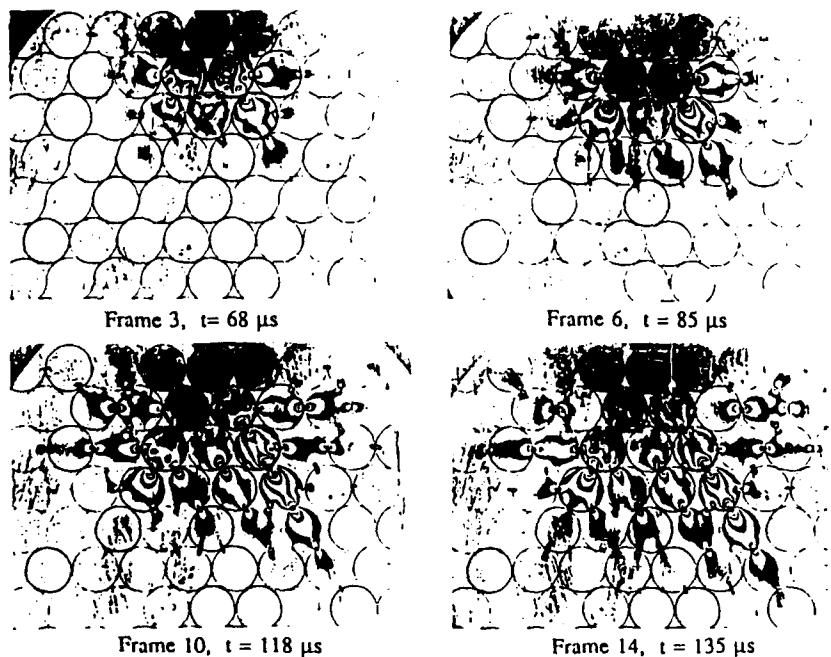 Frame 3, t= 68 μs
Frame 6, t = 85 μs
Frame 10, t = 118 μs
Frame 14, t = 135 μs